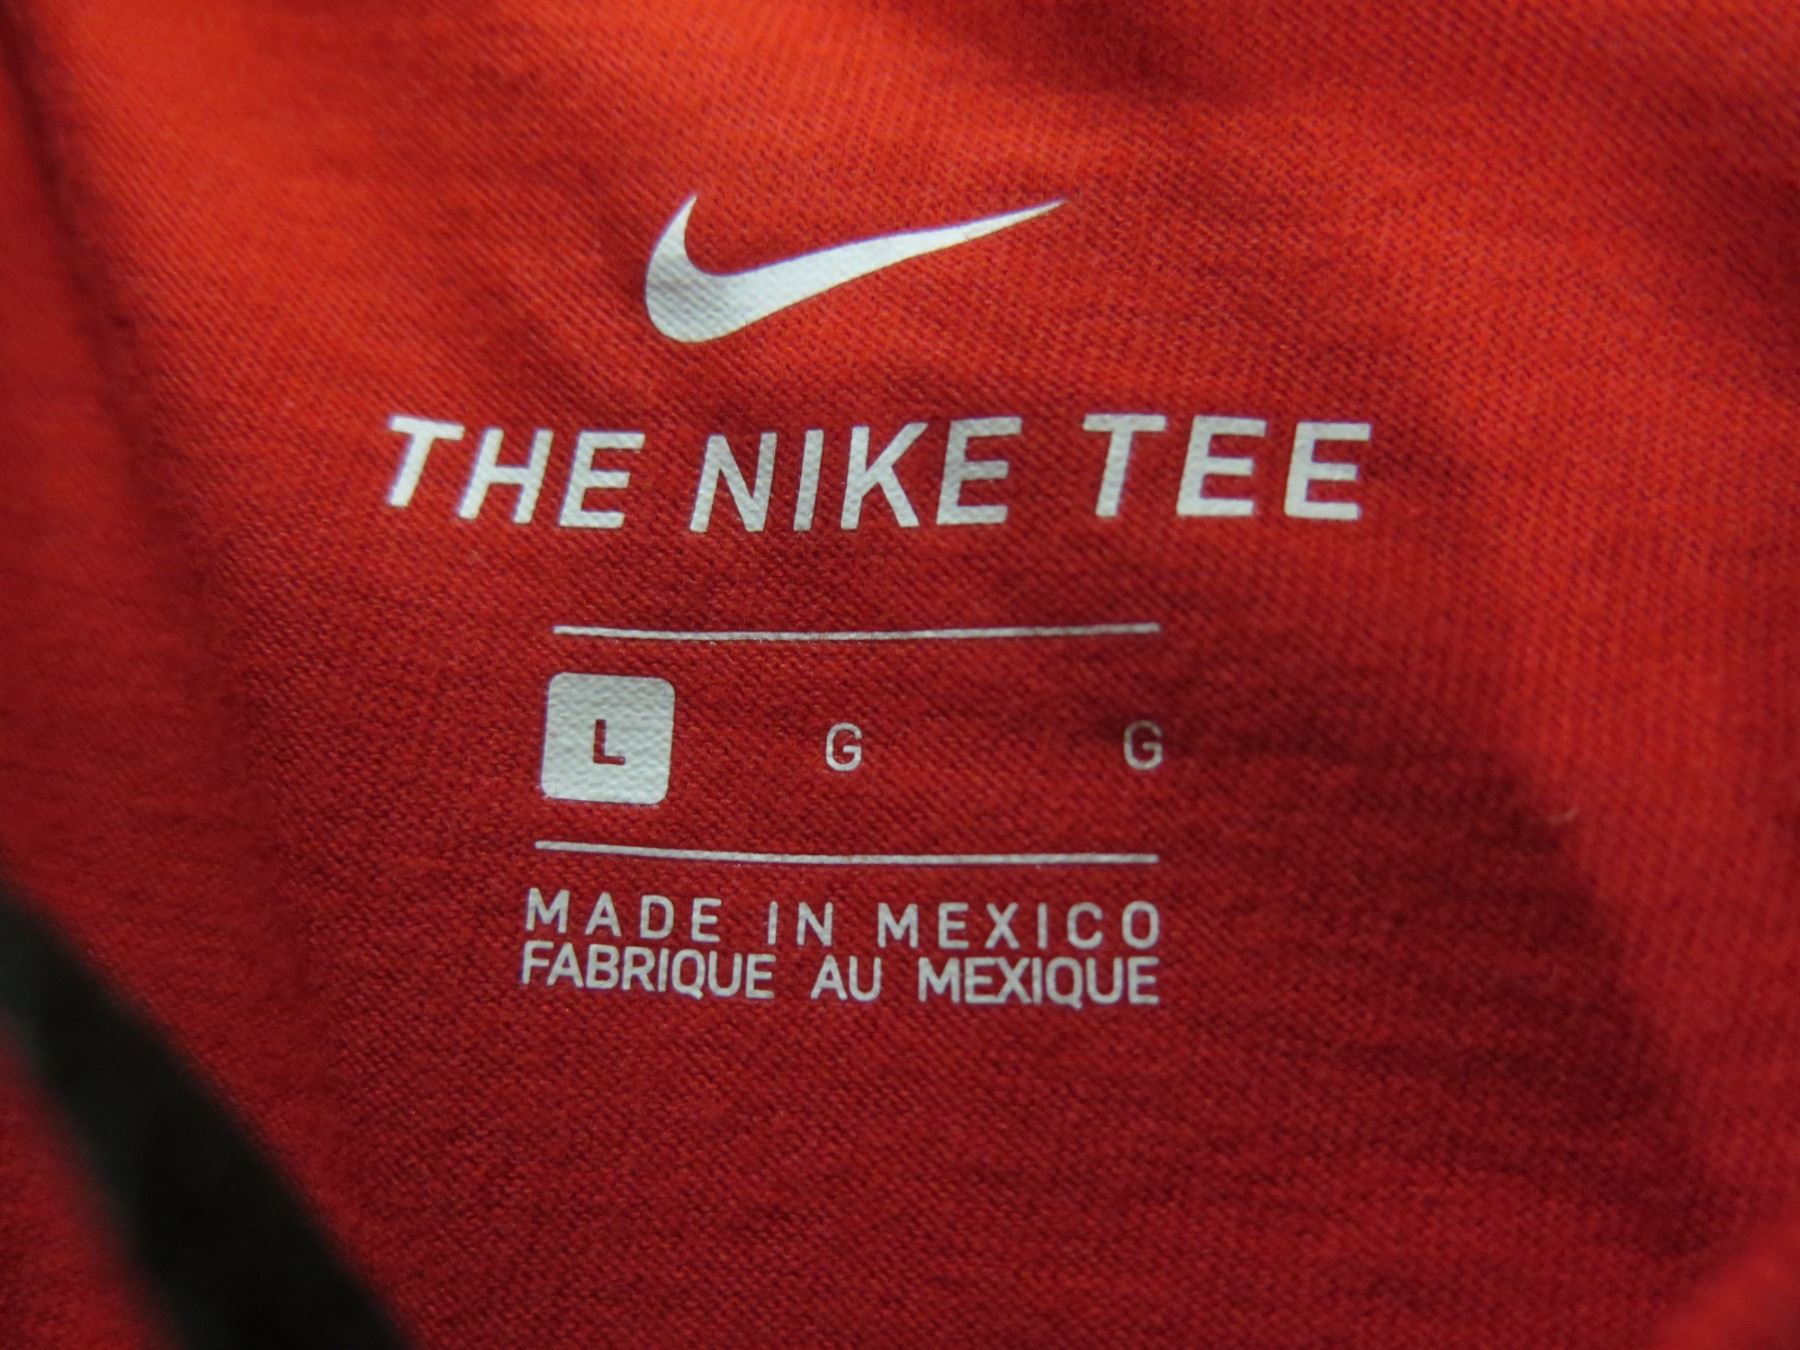 THE NIKE TEE
L G G
MADE IN MEXICO
FABRIQUE AU MEXIQUE